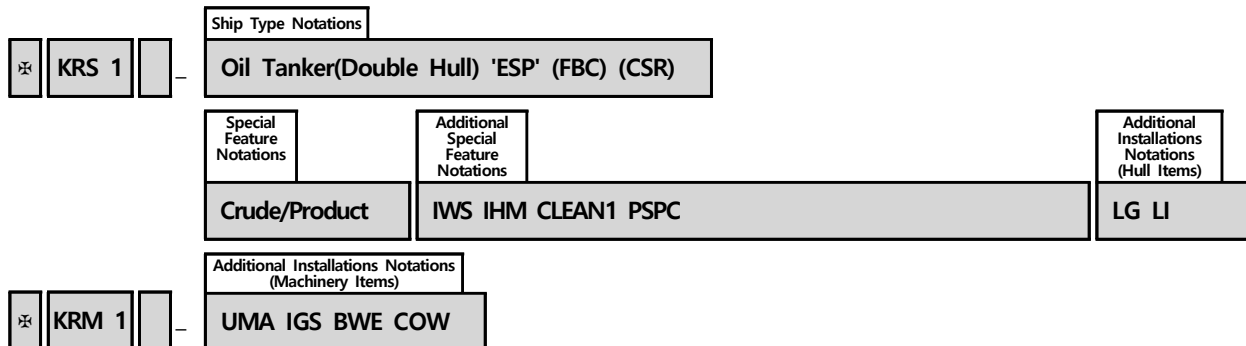 Ship Type Notations
✠ KRS 1 _ Oil Tanker(Double Hull) 'ESP' (FBC) (CSR)
Special
Feature
Notations
Additional
Special
Feature
Notations
Additional
Installations
Notations
(Hull Items)
Crude/Product IWS IHM CLEAN1 PSPC LG LI
Additional Installations Notations
(Machinery Items)
✠ KRM 1 _ UMA IGS BWE COW